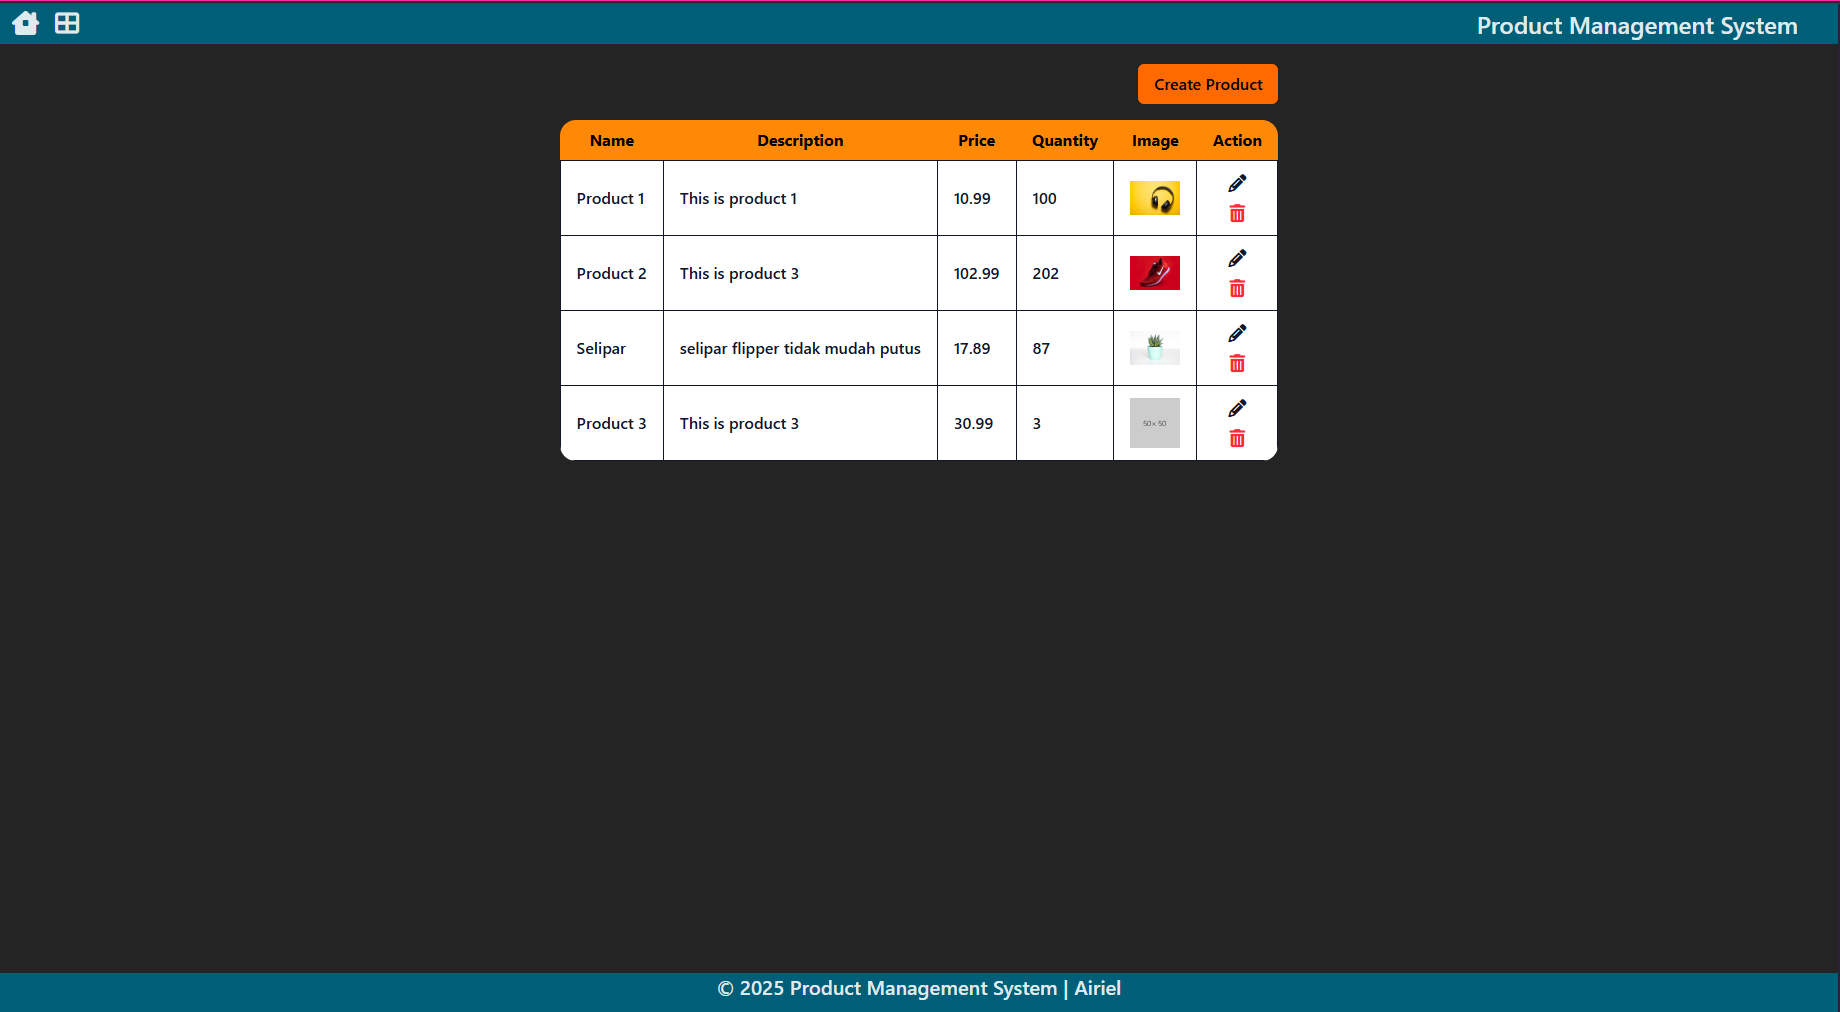 Product Management System
Create Product
Name Description Price Quantity Image Action
Product 1 This is product 1 10.99 100
Product 2 This is product 3 102.99 202
Selipar selipar flipper tidak mudah putus 17.89 87
Product 3 This is product 3 30.99 3 50 × 50
© 2025 Product Management System | Airiel